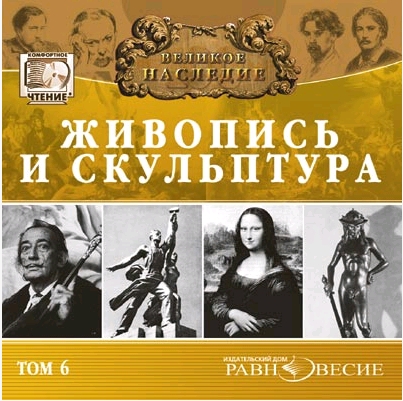 КОМФОРТНОЕ
ЧТЕНИЕ®
ВЕЛИКОЕ
НАСЛЕДИЕ
ЖИВОПИСЬ
И СКУЛЬПТУРА
ТОМ 6
ИЗДАТЕЛЬСКИЙ ДОМ
РАВНОВЕСИЕ